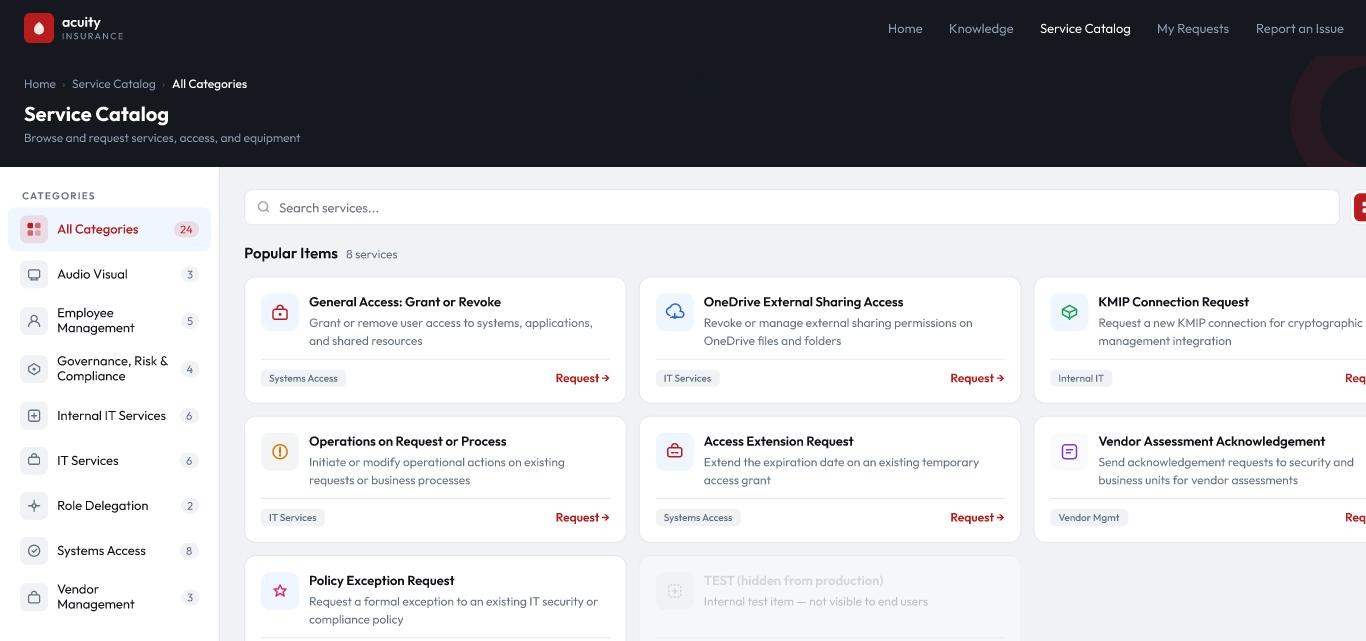 acuity
INSURANCE
Home
Knowledge
Service Catalog
My Requests
Report an Issue
Home › Service Catalog › All Categories
Service Catalog
Browse and request services, access, and equipment
CATEGORIES
All Categories 24
Audio Visual 3
Employee
Management 5
Governance, Risk &
Compliance 4
Internal IT Services 6
IT Services 6
Role Delegation 2
Systems Access 8
Vendor
Management 3
Search services...
Popular Items 8 services
General Access: Grant or Revoke
Grant or remove user access to systems, applications,
and shared resources
Systems Access
Request →
OneDrive External Sharing Access
Revoke or manage external sharing permissions on
OneDrive files and folders
IT Services
Request →
KMIP Connection Request
Request a new KMIP connection for cryptographic
management integration
Internal IT
Req
Operations on Request or Process
Initiate or modify operational actions on existing
requests or business processes
IT Services
Request →
Access Extension Request
Extend the expiration date on an existing temporary
access grant
Systems Access
Request →
Vendor Assessment Acknowledgement
Send acknowledgement requests to security and
business units for vendor assessments
Vendor Mgmt
Req
Policy Exception Request
Request a formal exception to an existing IT security or
compliance policy
TEST (hidden from production)
Internal test item — not visible to end users